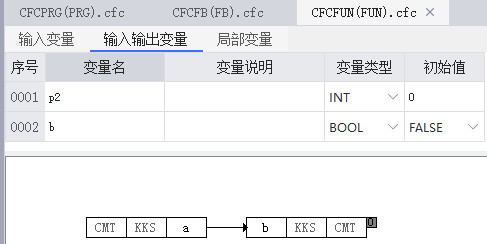 CFCPRG(PRG).cfc CFCFB(FB).cfc CFCFUN(FUN).cfc ×
输入变量 输入输出变量 局部变量
序号 变量名 变量说明 变量类型 初始值
0001 p2 INT 0
0002 b BOOL FALSE
CMT KKS a b KKS CMT 0